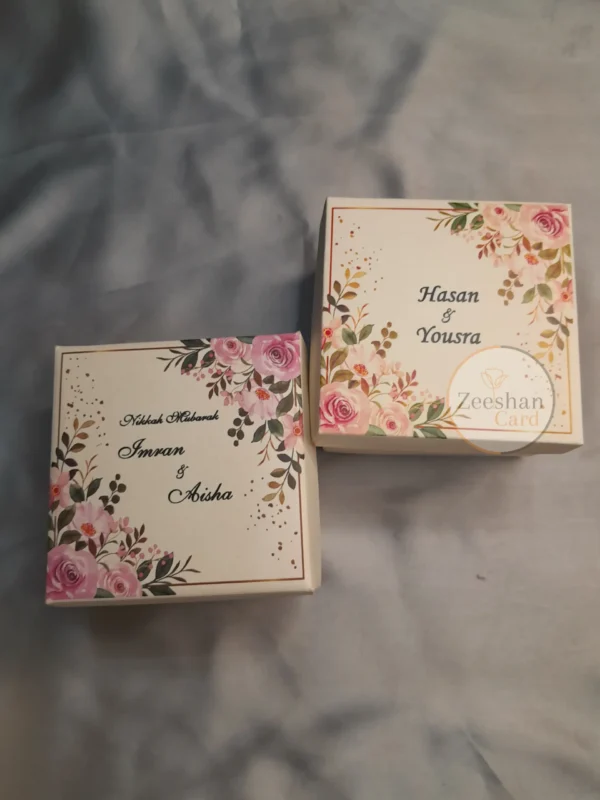 Nikkah Mubarak
Imran
&
Aisha
Hasan
&
Yousra
Zeeshan
Card